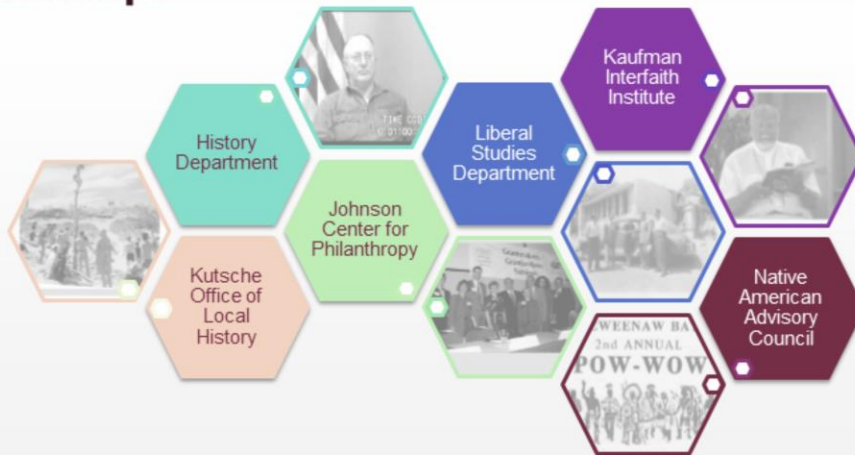 Kaufman
Interfaith
Institute
History
Department
Liberal
Studies
Department
Johnson
Center for
Philanthropy
Kutsche
Office of
Local
History
Native
American
Advisory
Council
2nd ANNUAL
POW-WOW